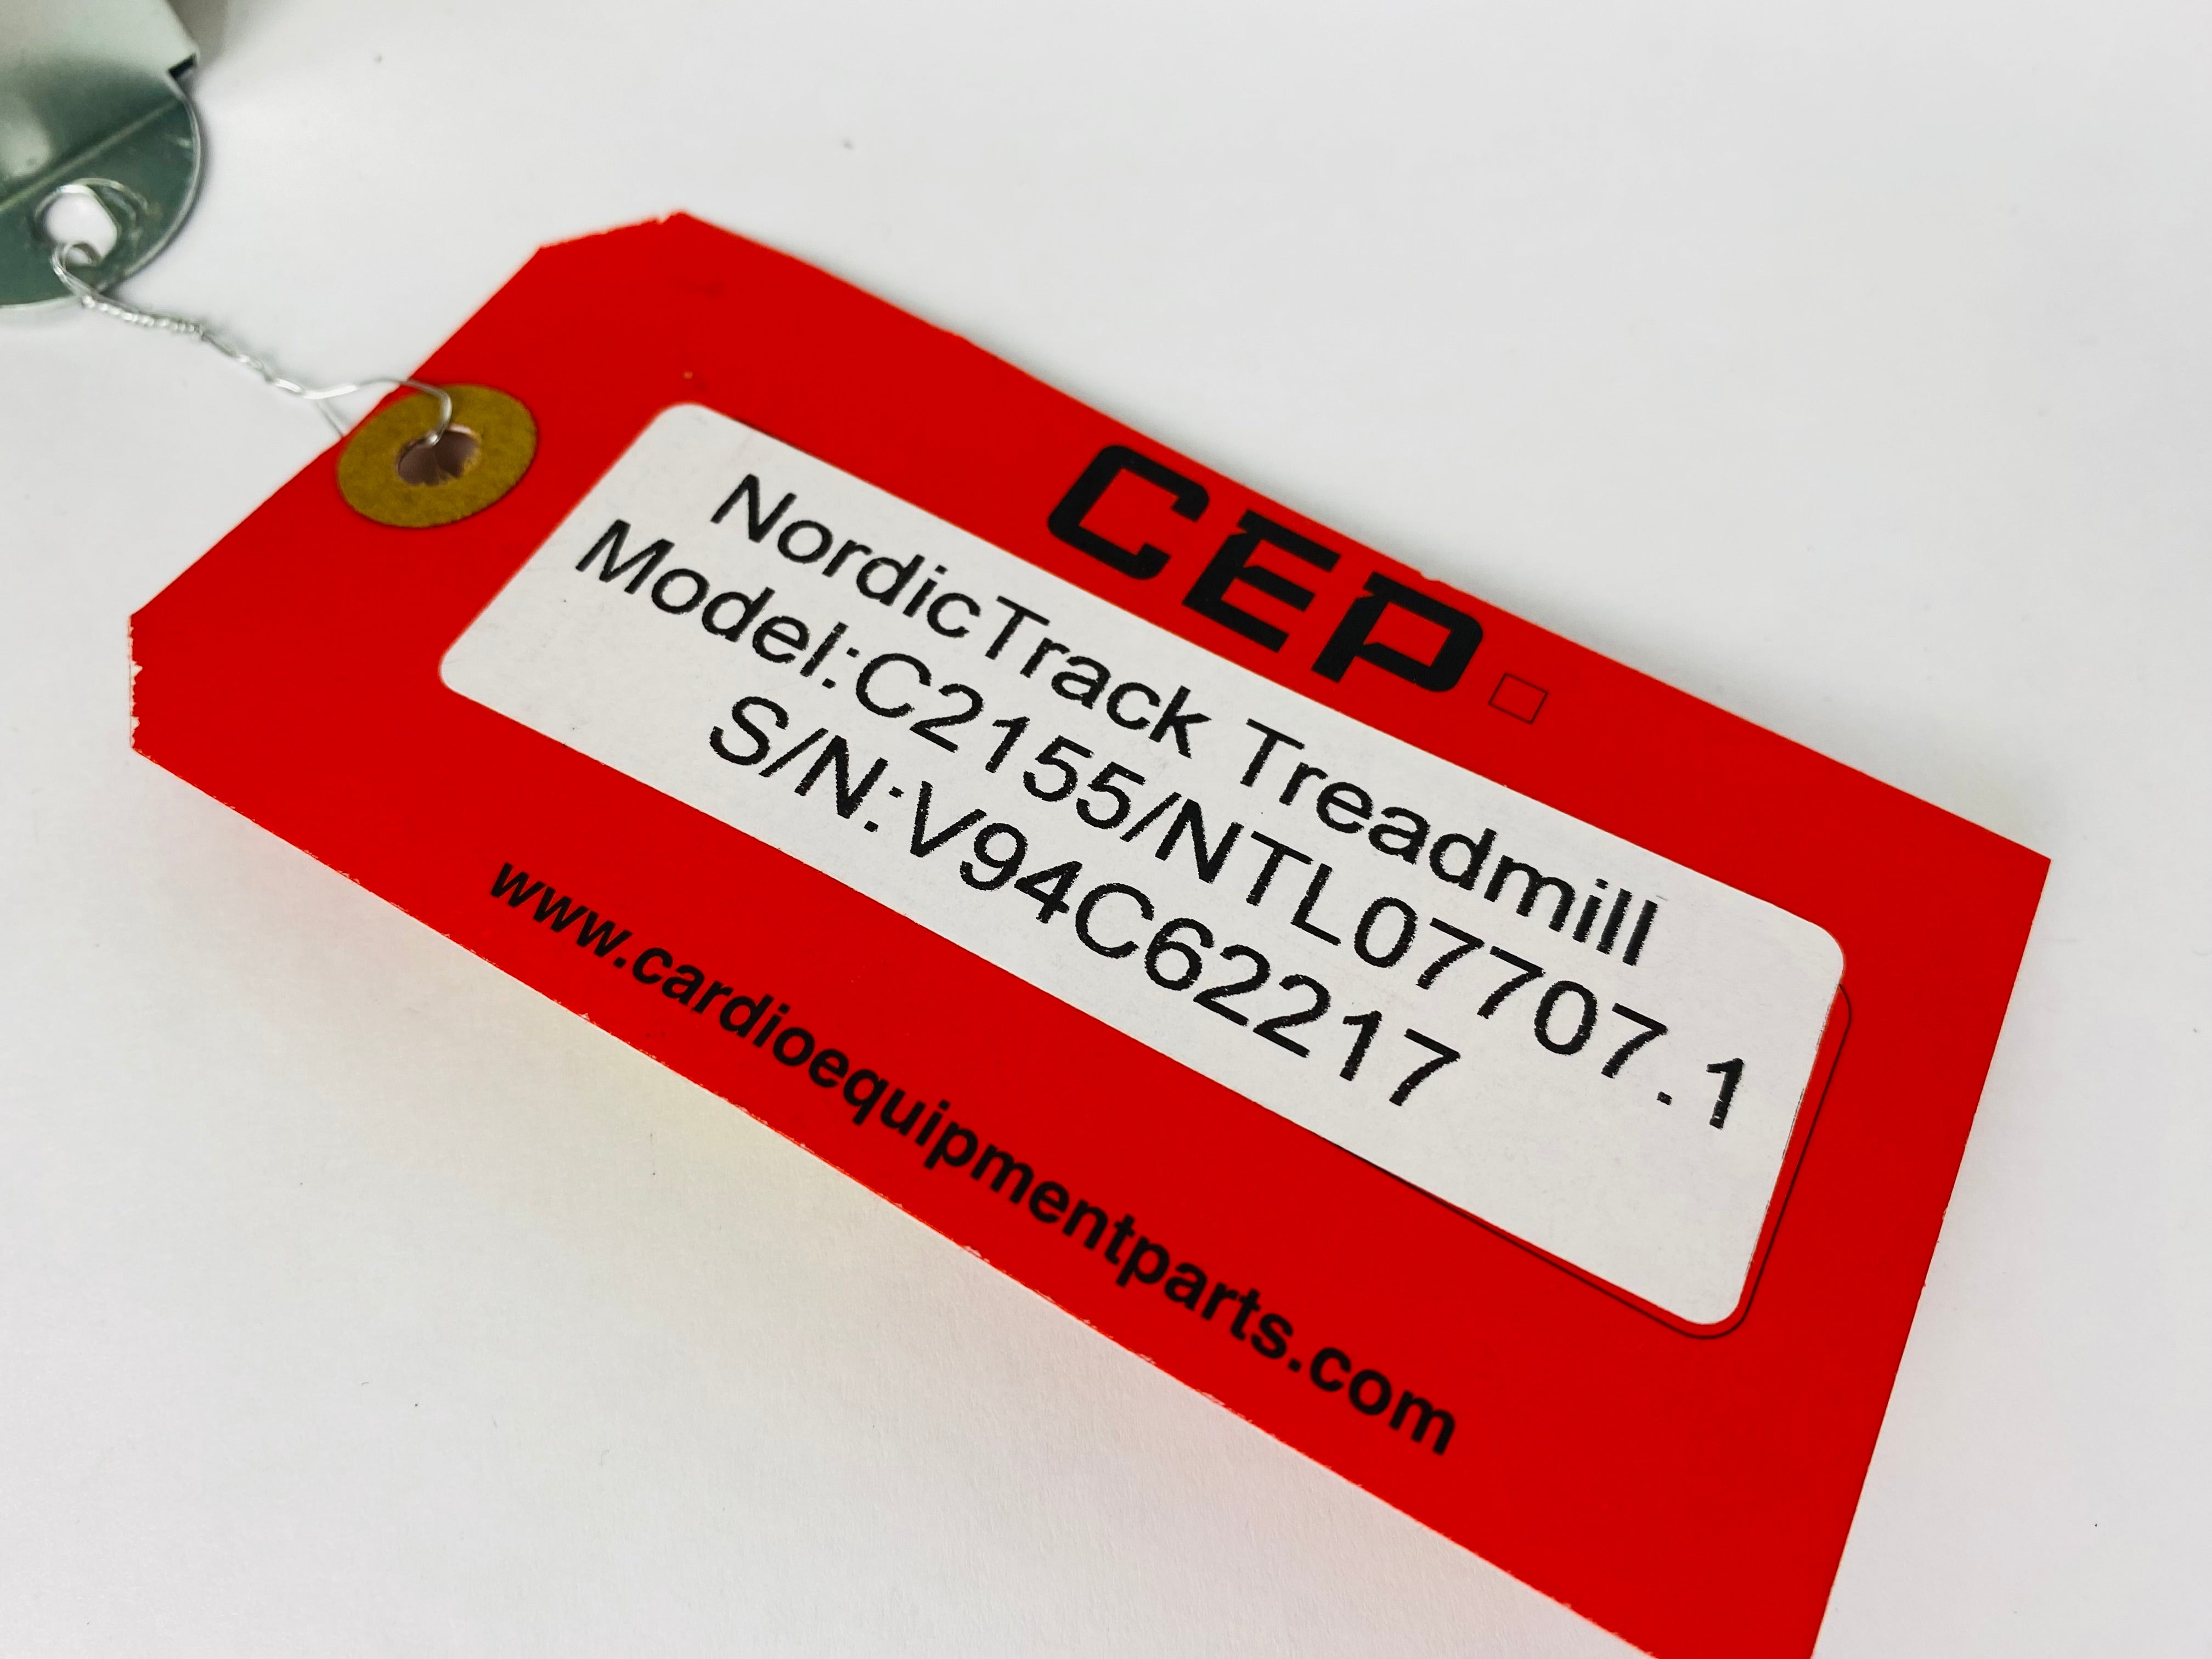 CEP
NordicTrack Treadmill
Model:C2155/NTL07707.1
S/N:V94C62217
www.cardioequipmentparts.com